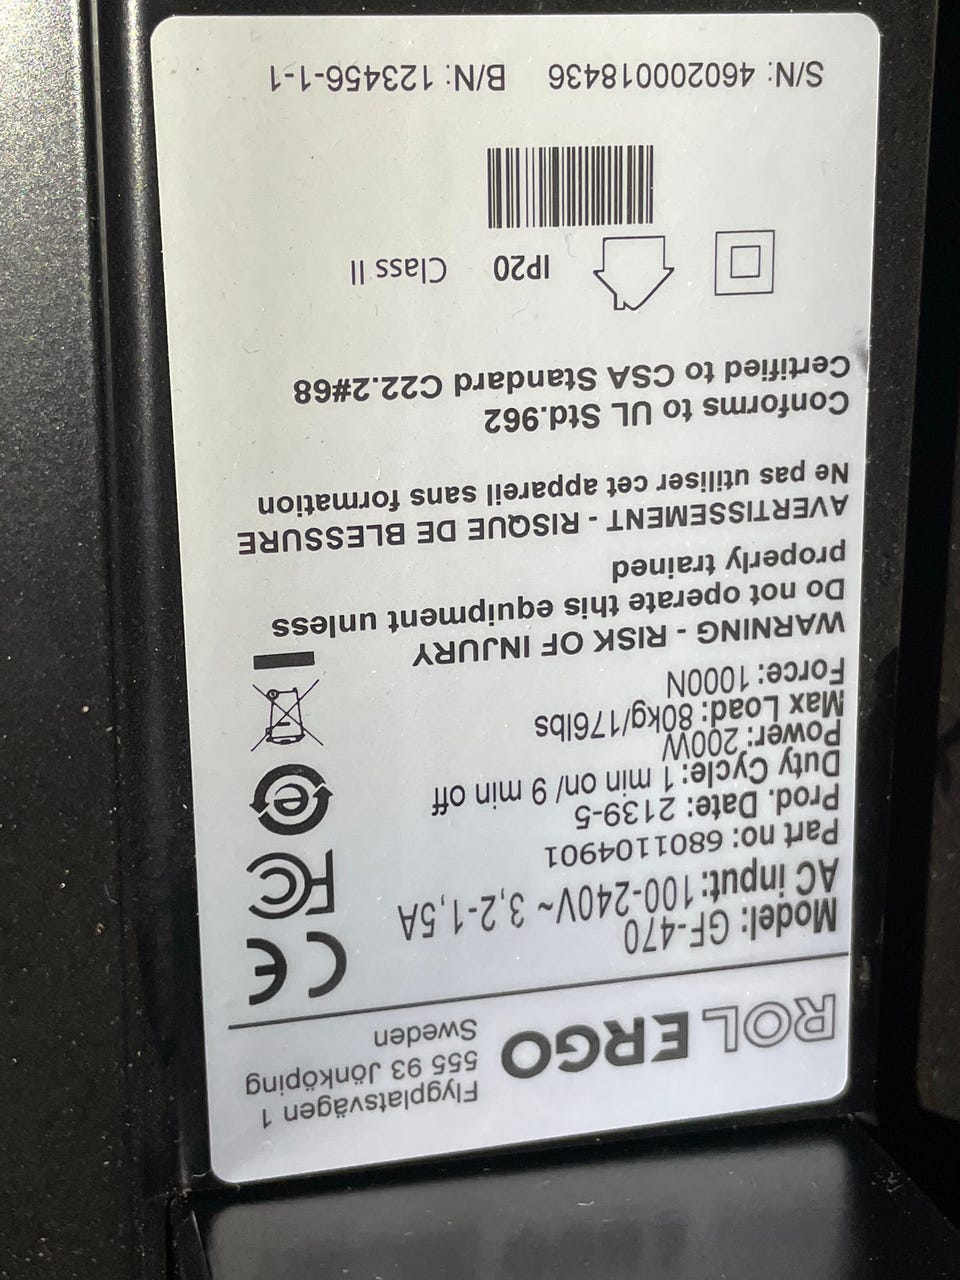 ROL ERGO
Flygplatsvägen 1
555 93 Jönköping
Sweden
Model: GF-470
AC input: 100-240V~ 3,2-1,5A
Part no: 6801104901
Prod. Date: 2139-5
Duty Cycle: 1 min on/ 9 min off
Power: 200W
Max Load: 80kg/176lbs
Force: 1000N
CE
FC
e
WARNING - RISK OF INJURY
Do not operate this equipment unless
properly trained
AVERTISSEMENT - RISQUE DE BLESSURE
Ne pas utiliser cet appareil sans formation
Conforms to UL Std.962
Certified to CSA Standard C22.2#68
IP20 Class II
S/N: 46020018436 B/N: 123456-1-1